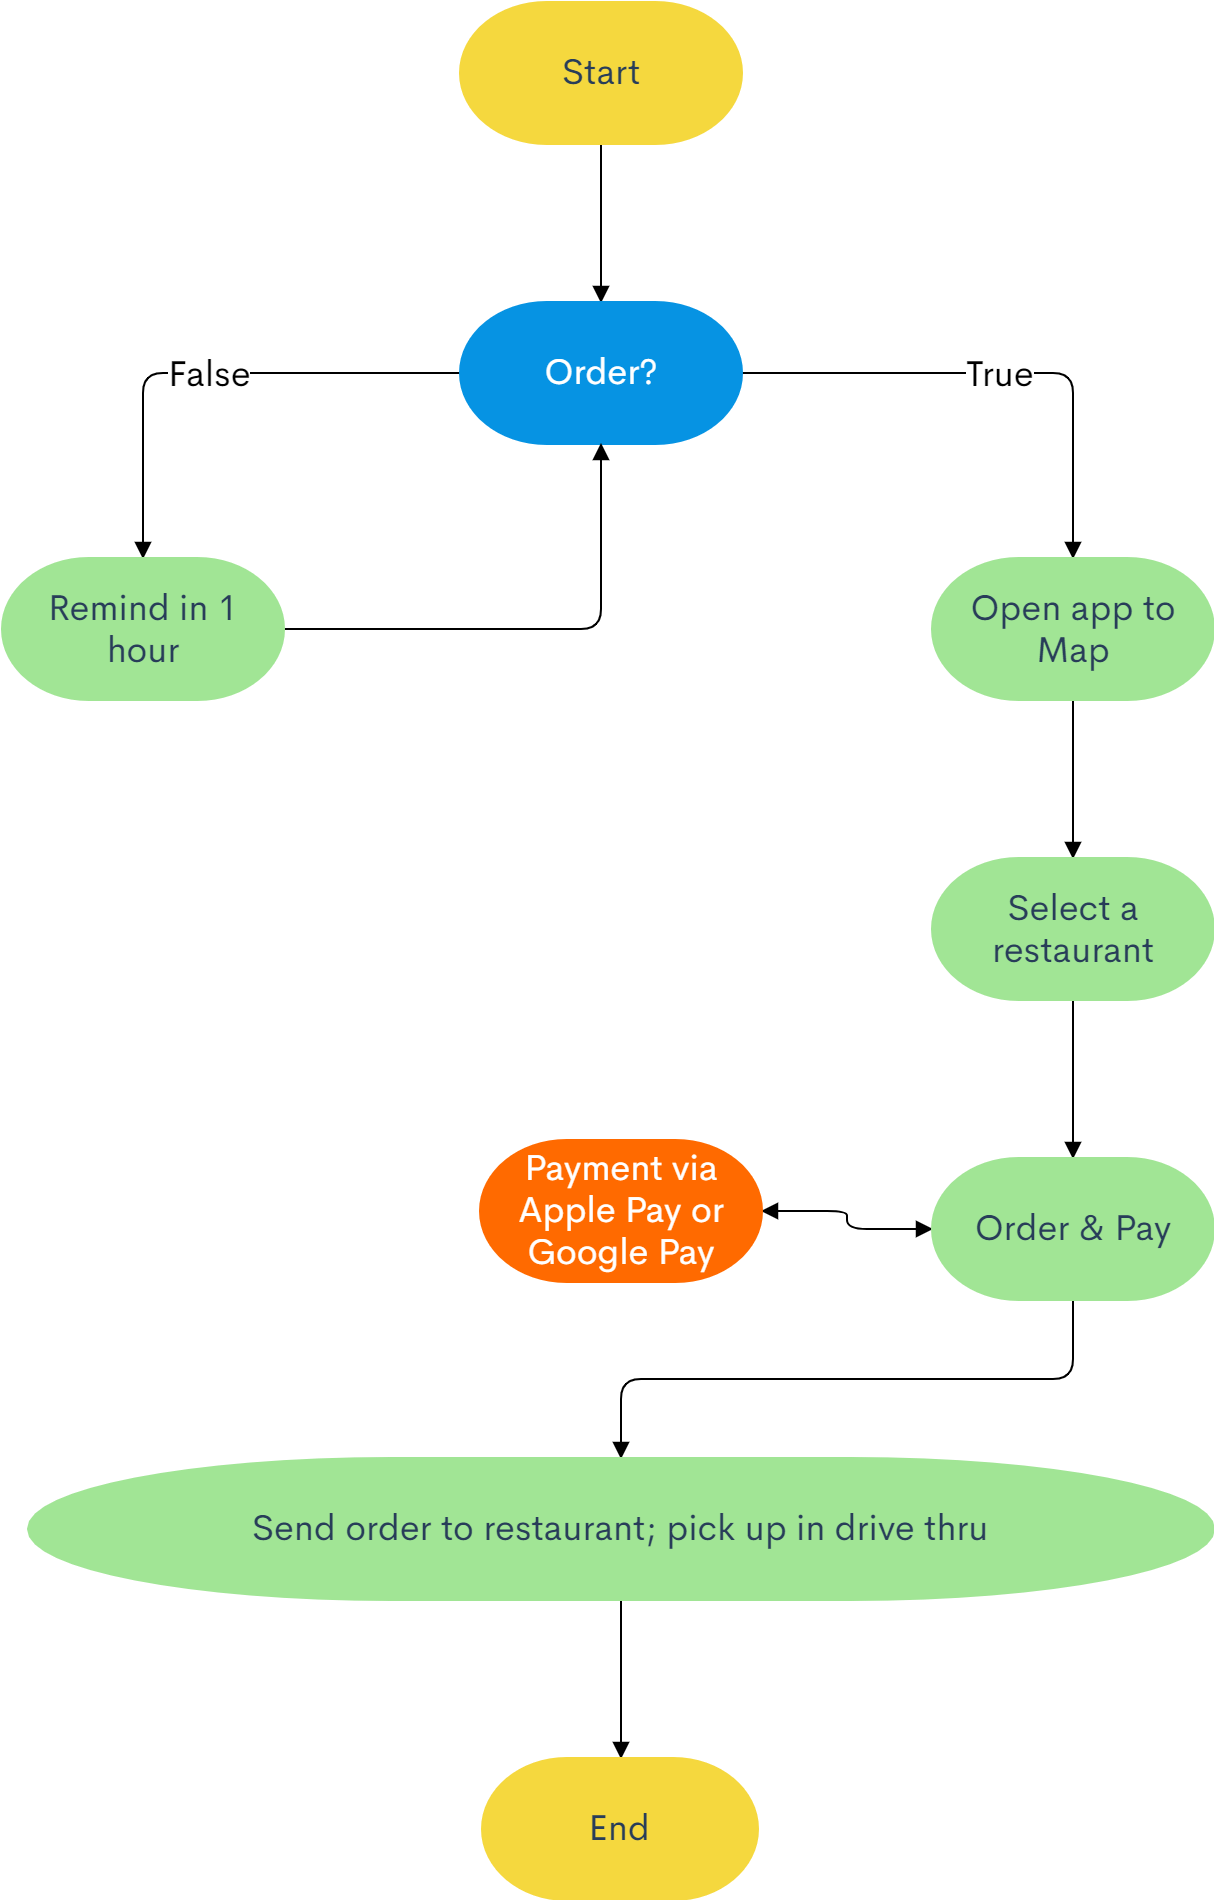 Start
False
Order?
True
Remind in 1
hour
Open app to
Map
Select a
restaurant
Payment via
Apple Pay or
Google Pay
Order & Pay
Send order to restaurant; pick up in drive thru
End